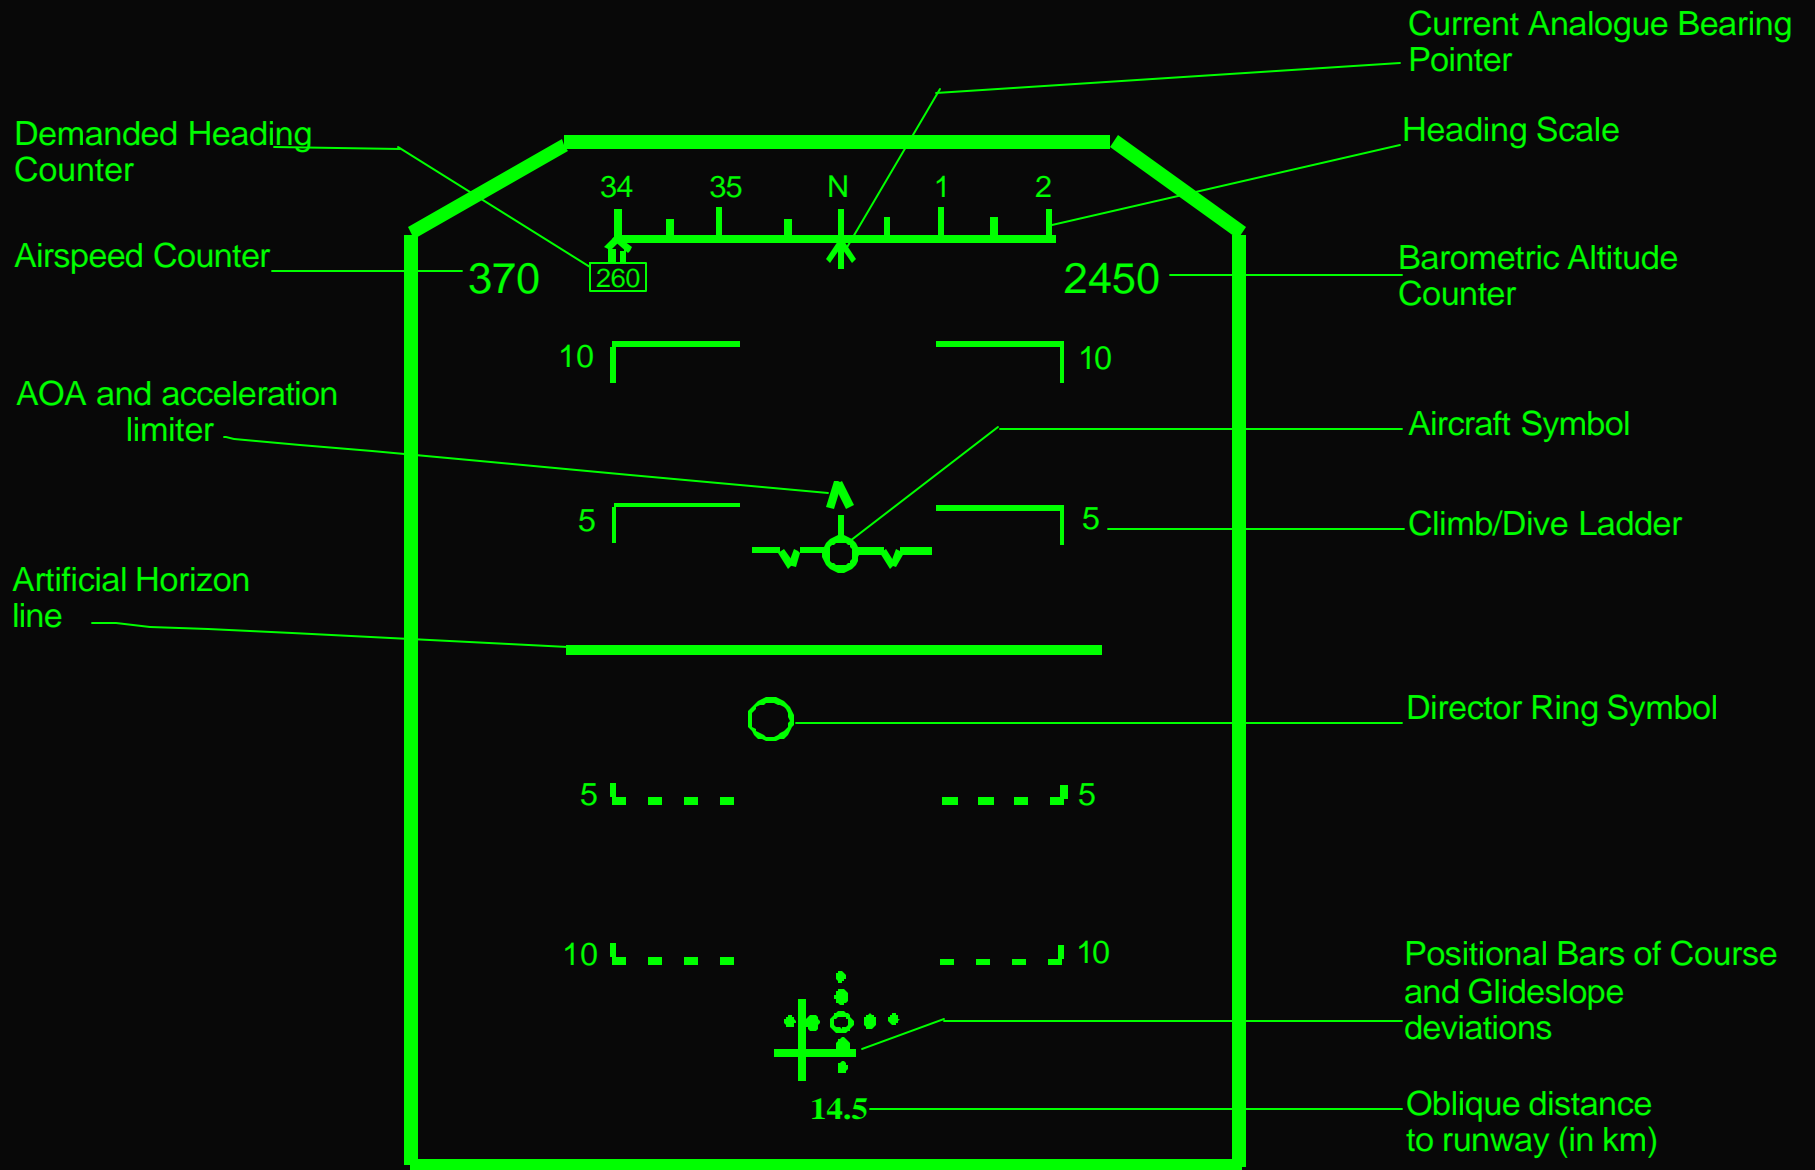 Current Analogue Bearing
Pointer
Demanded Heading
Counter
Heading Scale
34 35 N 1 2
Airspeed Counter
370
260
2450
Barometric Altitude
Counter
10 10
AOA and acceleration
limiter
Aircraft Symbol
5 5
Climb/Dive Ladder
Artificial Horizon
line
Director Ring Symbol
5 5
10 10
Positional Bars of Course
and Glideslope
deviations
14.5
Oblique distance
to runway (in km)